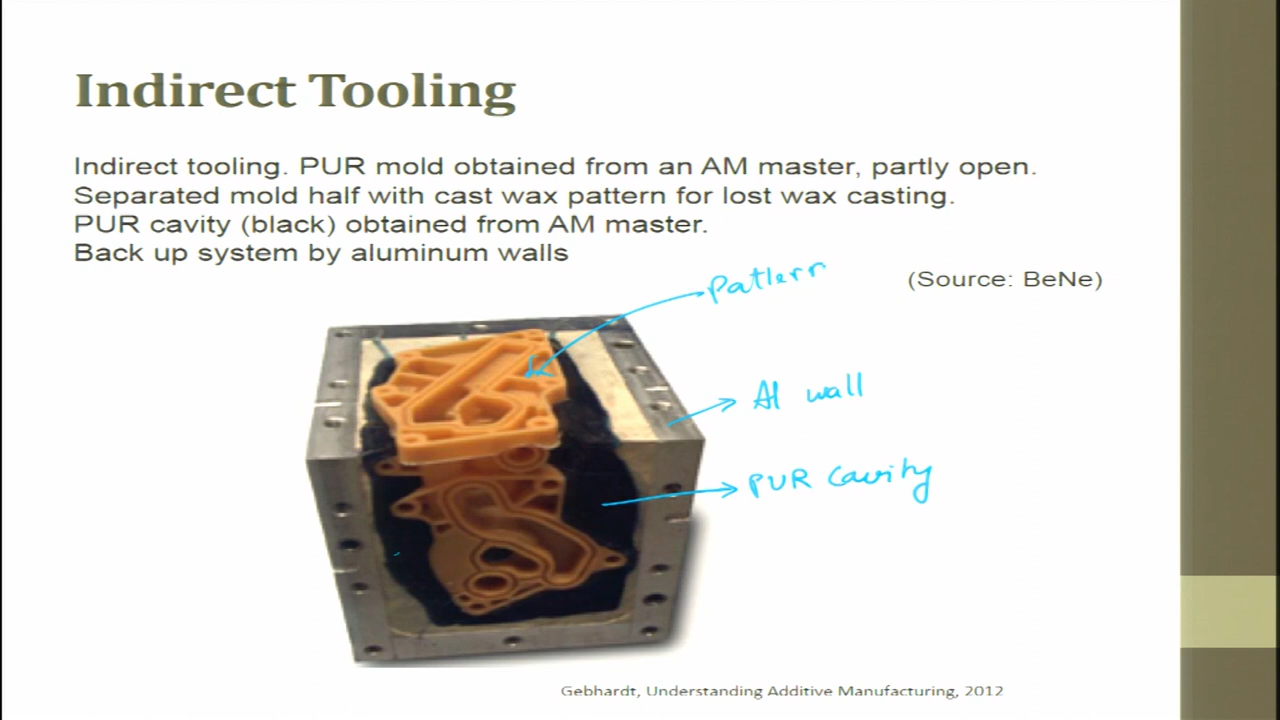 Indirect Tooling
Indirect tooling. PUR mold obtained from an AM master, partly open.
Separated mold half with cast wax pattern for lost wax casting.
PUR cavity (black) obtained from AM master.
Back up system by aluminum walls
(Source: BeNe)
Pattern
Al wall
PUR Cavity
Gebhardt, Understanding Additive Manufacturing, 2012